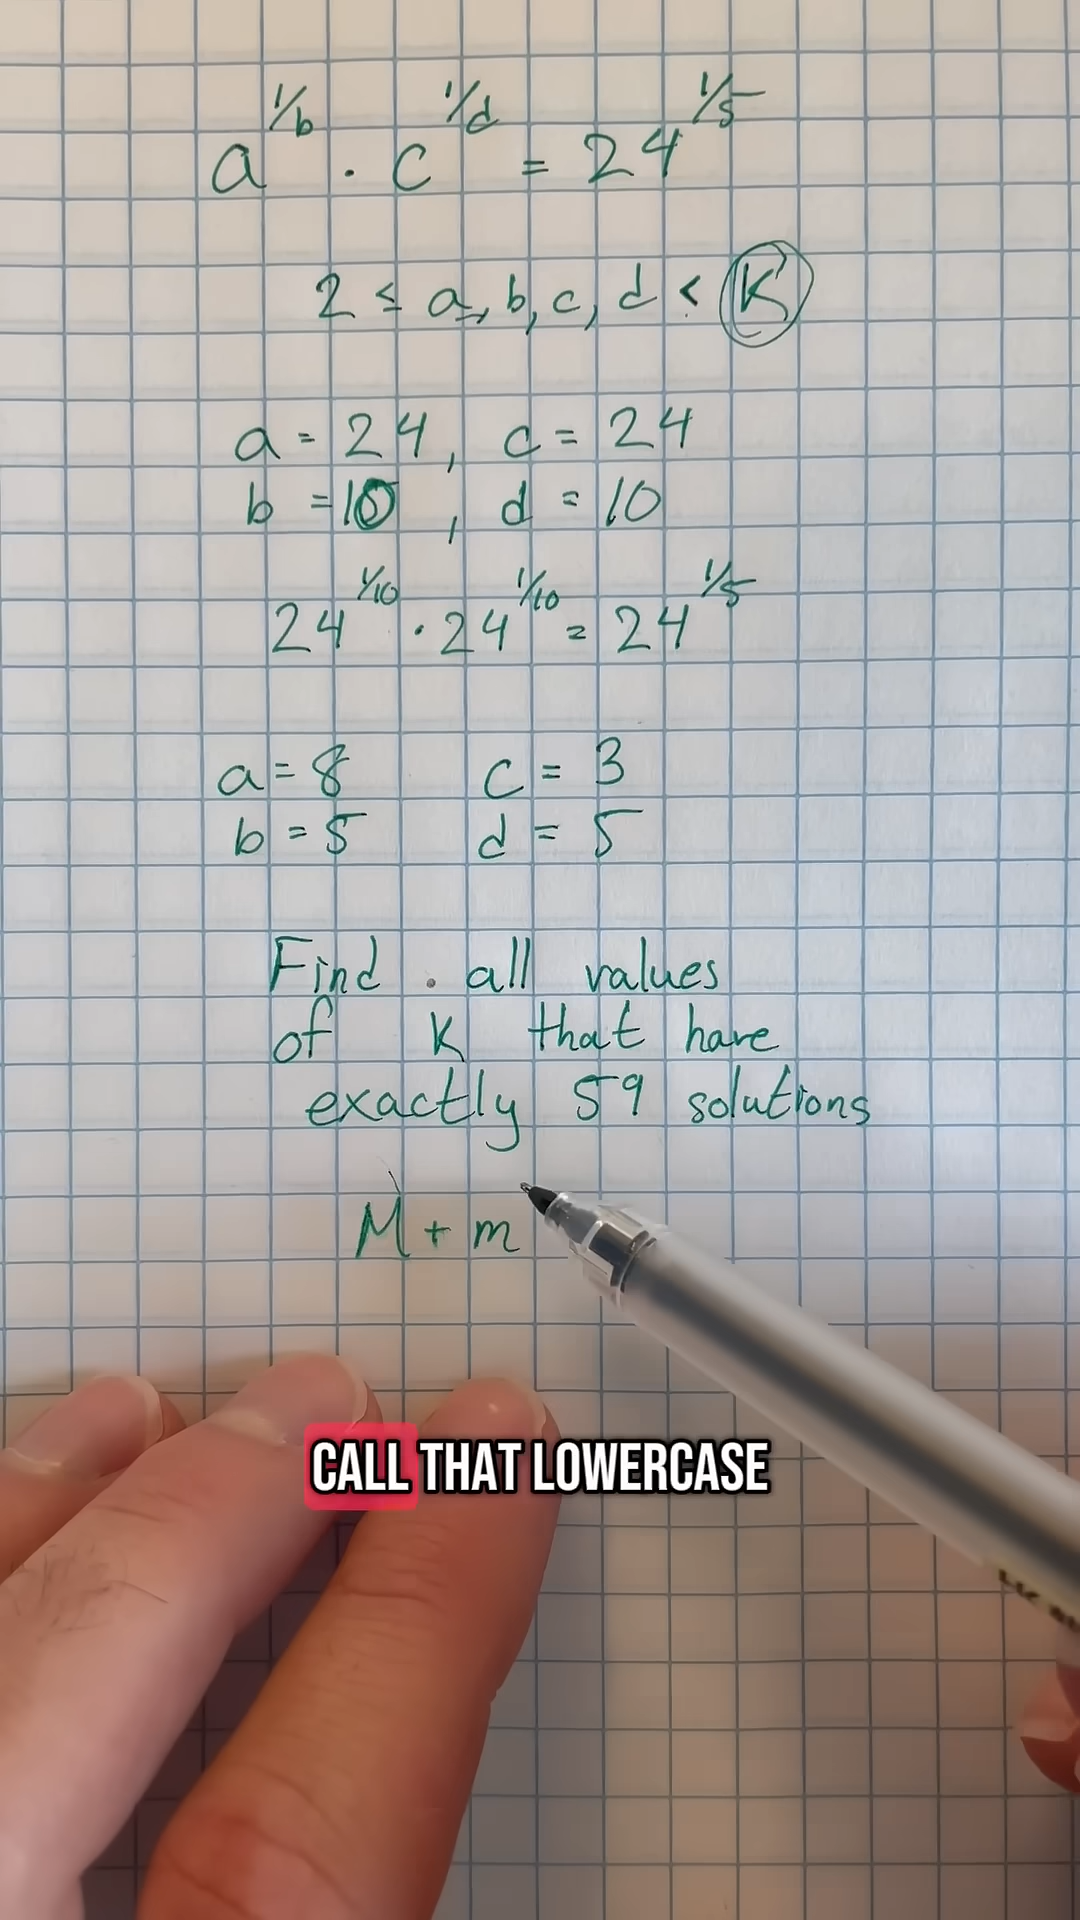 a^1/b · c^1/d = 24^1/5
2 ≤ a, b, c, d < K
a = 24, c = 24
b = 10, d = 10
24^1/10 · 24^1/10 = 24^1/5
a = 8 c = 3
b = 5 d = 5
Find all values
of K that have
exactly 59 solutions
M + m
CALL THAT LOWERCASE